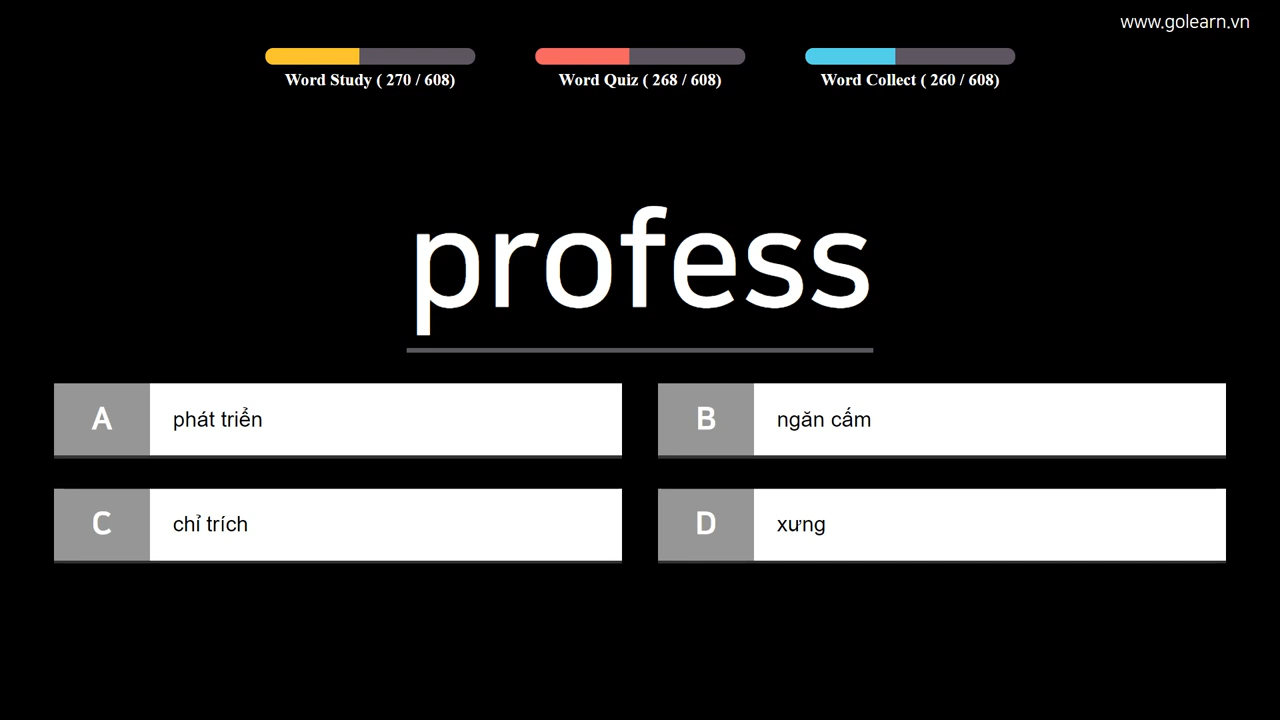 www.golearn.vn
Word Study ( 270 / 608)
Word Quiz ( 268 / 608)
Word Collect ( 260 / 608)
profess
A phát triển
B ngăn cấm
C chỉ trích
D xưng